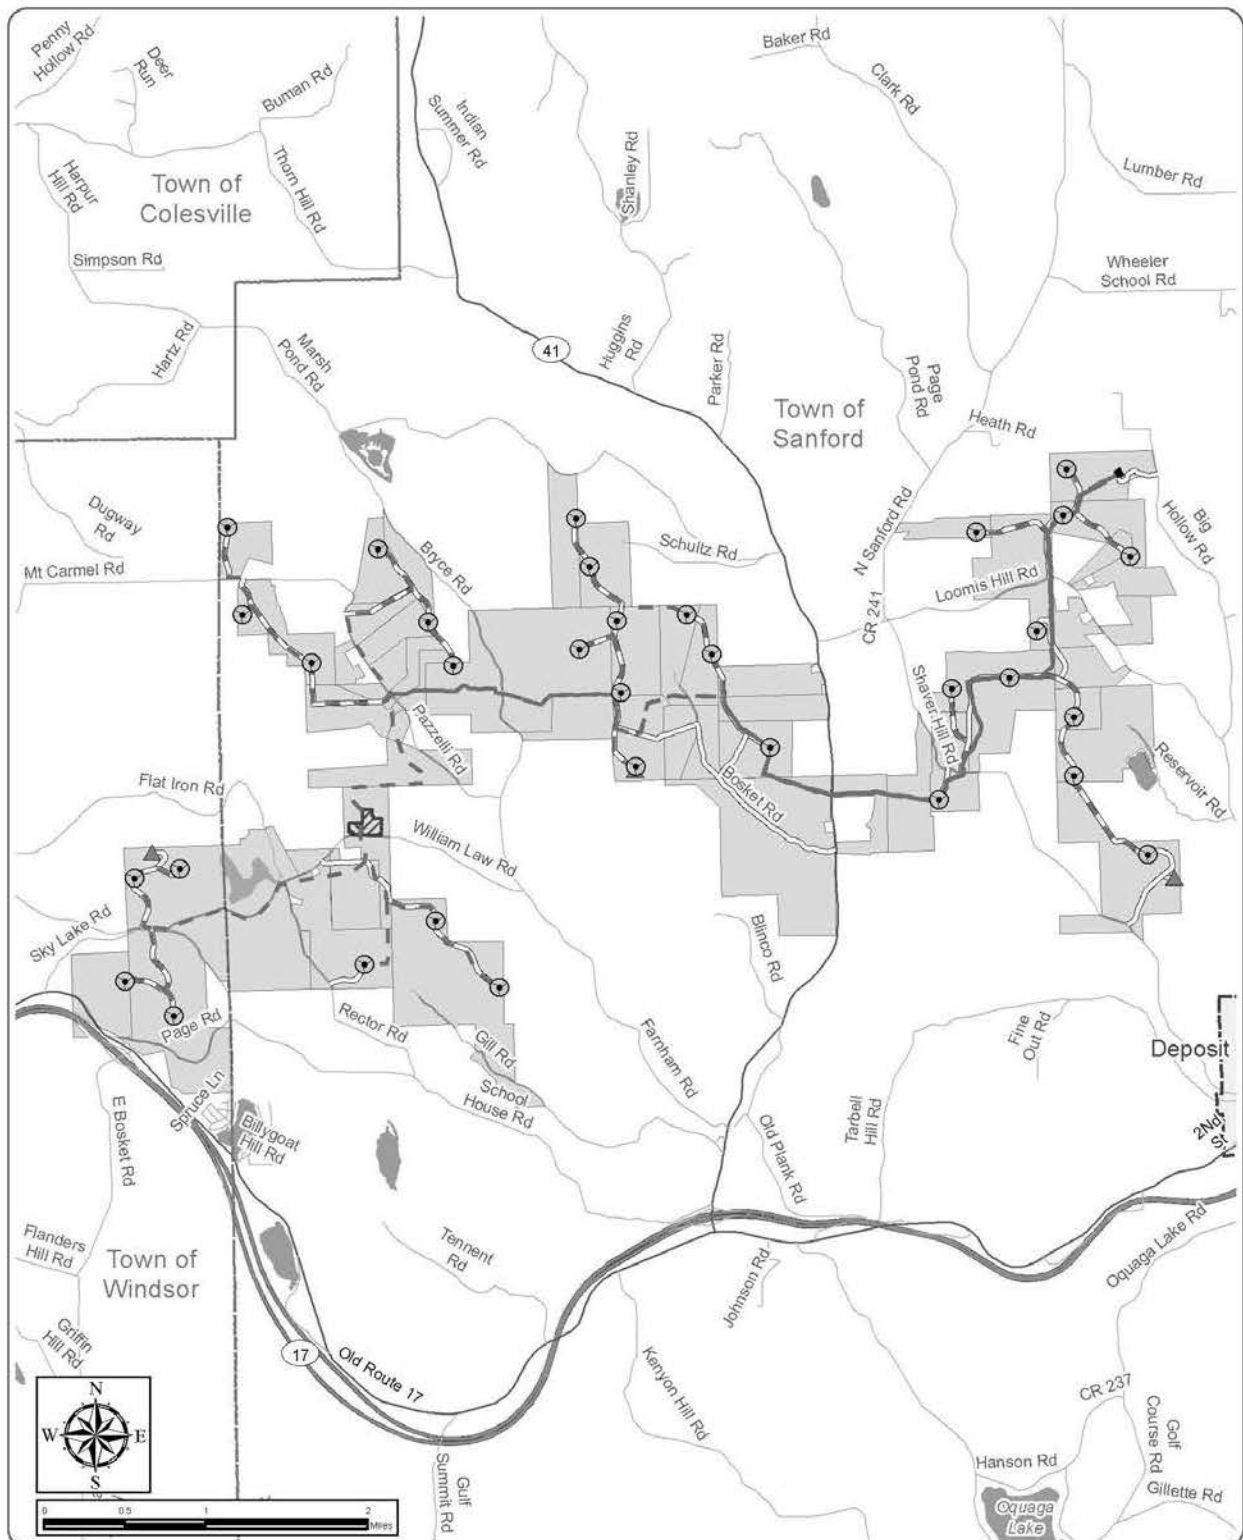 Penny
Hollow Rd
Deer
Run
Buman Rd
Indian
Summer Rd
Baker Rd
Clark Rd
Shanley Rd
Lumber Rd
Harpur
Hill Rd
Town of
Colesville
Thorn Hill Rd
Simpson Rd
Wheeler
School Rd
Hartz Rd
Marsh
Pond Rd
41
Huggins
Rd
Parker Rd
Page
Pond Rd
Town of
Sanford
Heath Rd
Dugway
Rd
Mt Carmel Rd
Bryce Rd
Schultz Rd
N Sanford Rd
Big
Hollow Rd
Loomis Hill Rd
CR 241
Shaver Hill Rd
Pazzelli Rd
Reservoir Rd
Flat Iron Rd
Bosket Rd
William Law Rd
Sky Lake Rd
Blinco Rd
Page Rd
Rector Rd
Gill Rd
Farnham Rd
Fine
Out Rd
Deposit
Spruce Ln
School
House Rd
E Bosket Rd
Billygoat
Hill Rd
Old Plank Rd
Tarbell
Hill Rd
2Nd
St.
Flanders
Hill Rd
Town of
Windsor
Tennent
Rd
Johnson Rd
Oquaga Lake Rd
Griffin
Hill Rd
17
Old Route 17
Kenyon Hill Rd
CR 237
Golf
Course Rd
N
W E
S
Gulf
Summit Rd
Hanson Rd
Gillette Rd
Oquaga
Lake
0 0.5 1 2
Miles